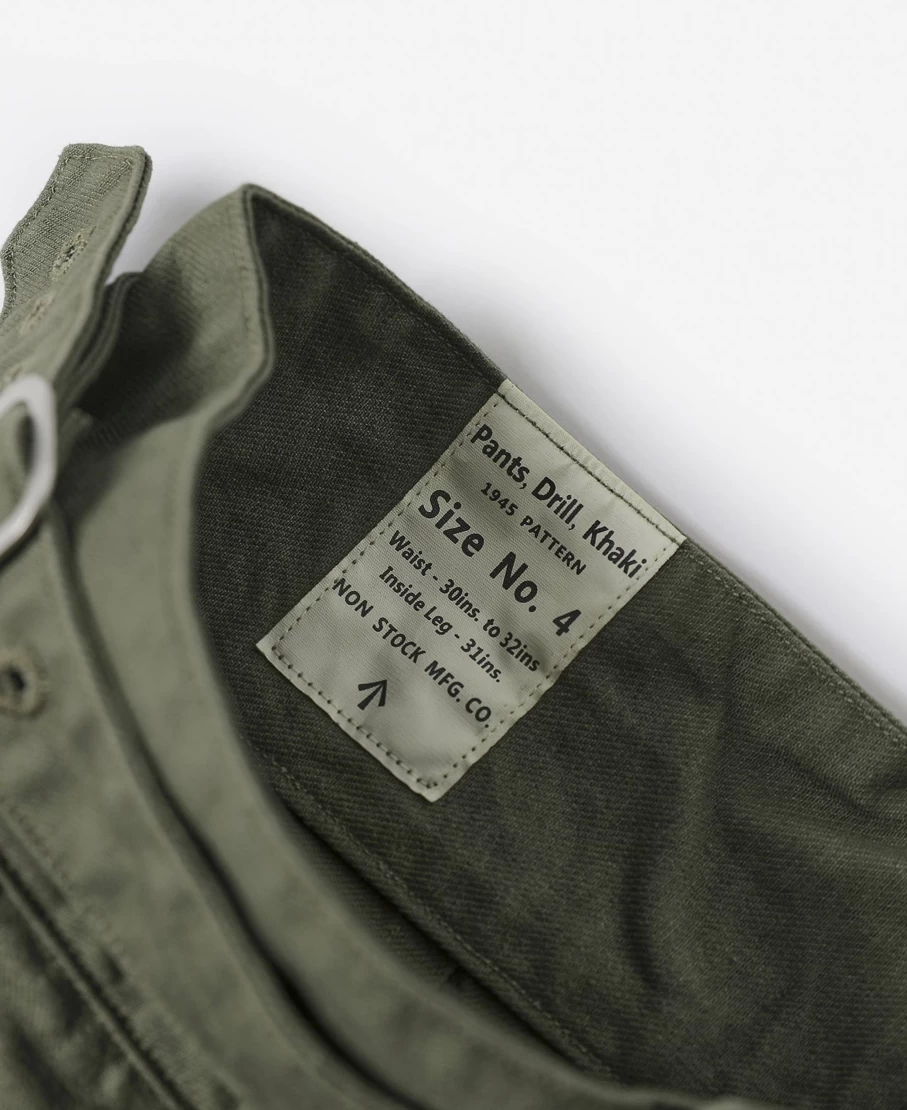 Pants, Drill, Khaki
1945 PATTERN
Size No. 4
Waist - 30ins. to 32ins
Inside Leg - 31ins.
NON STOCK MFG. CO.